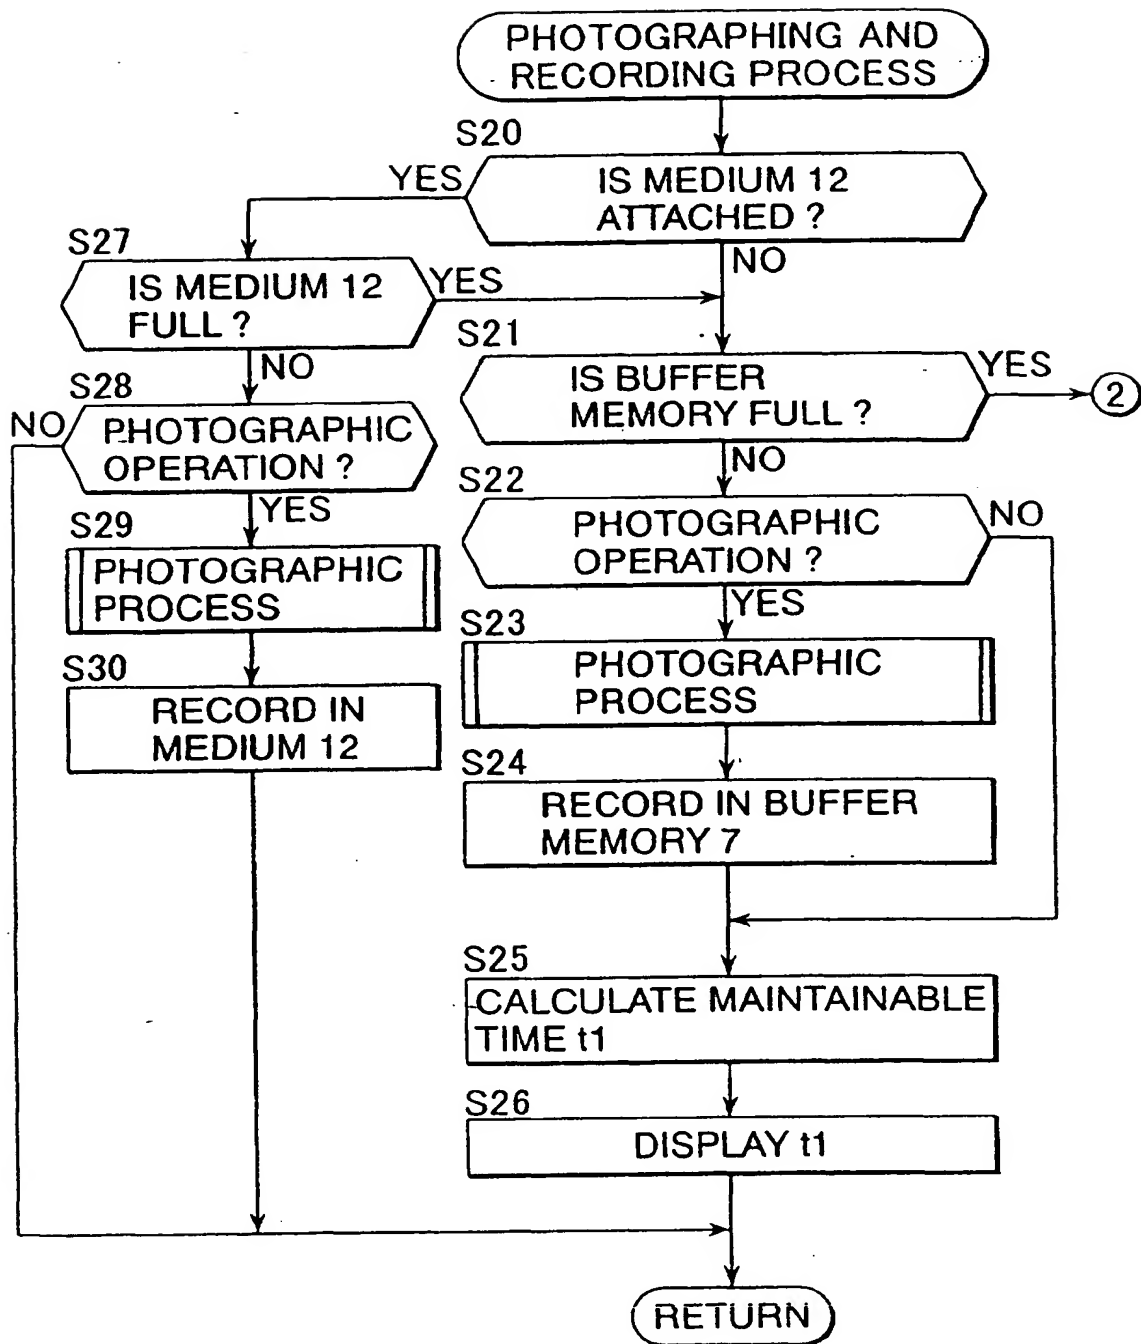 PHOTOGRAPHING AND
RECORDING PROCESS
S20
YES
IS MEDIUM 12
ATTACHED ?
NO
S27
IS MEDIUM 12
FULL ?
YES
NO
S21
IS BUFFER
MEMORY FULL ?
YES
2
NO
S28
NO
PHOTOGRAPHIC
OPERATION ?
YES
S22
PHOTOGRAPHIC
OPERATION ?
NO
YES
S29
PHOTOGRAPHIC
PROCESS
S23
PHOTOGRAPHIC
PROCESS
S30
RECORD IN
MEDIUM 12
S24
RECORD IN BUFFER
MEMORY 7
S25
CALCULATE MAINTAINABLE
TIME t1
S26
DISPLAY t1
RETURN